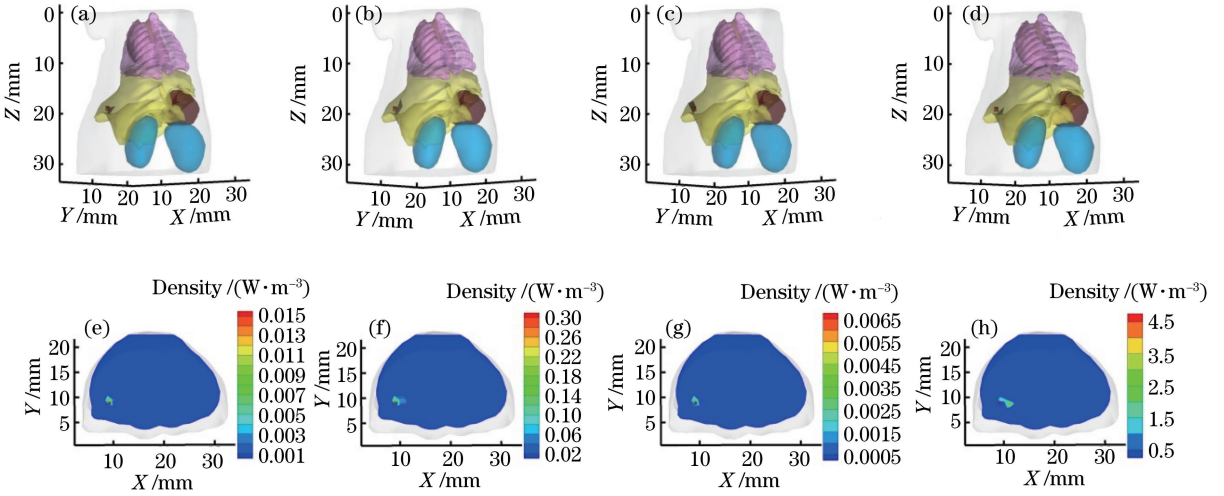 (a)
0
10
20
30
Z /mm
10 20 10 20 30
Y /mm X /mm
(b)
0
10
20
30
Z /mm
10 20 10 20 30
Y /mm X /mm
(c)
0
10
20
30
Z /mm
10 20 10 20 30
Y /mm X /mm
(d)
0
10
20
30
Z /mm
10 20 10 20 30
Y /mm X /mm
Density /(W·m⁻³)
(e)
20
15
10
5
Y /mm
10 20 30
X /mm
0.015
0.013
0.011
0.009
0.007
0.005
0.003
0.001
Density /(W·m⁻³)
(f)
20
15
10
5
Y /mm
10 20 30
X /mm
0.30
0.26
0.22
0.18
0.14
0.10
0.06
0.02
Density /(W·m⁻³)
(g)
20
15
10
5
Y /mm
10 20 30
X /mm
0.0065
0.0055
0.0045
0.0035
0.0025
0.0015
0.0005
Density /(W·m⁻³)
(h)
20
15
10
5
Y /mm
10 20 30
X /mm
4.5
3.5
2.5
1.5
0.5